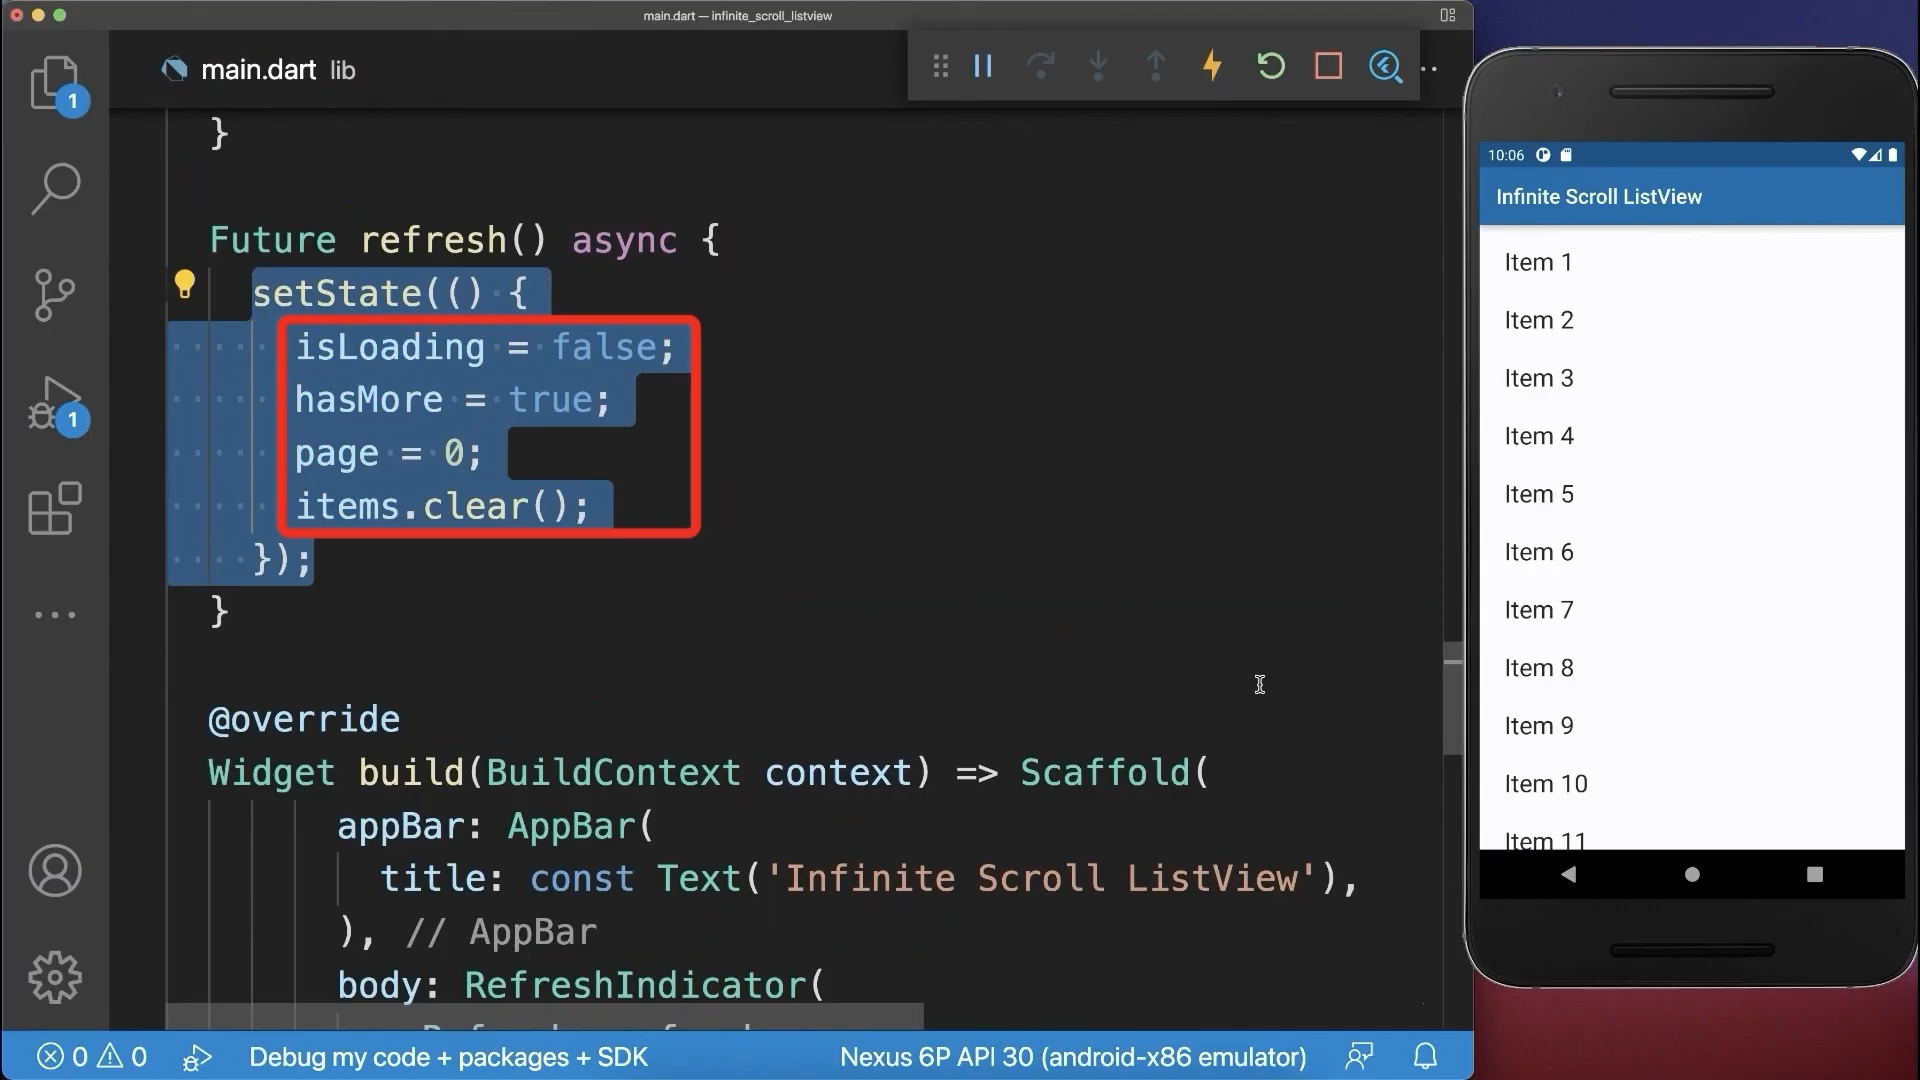 main.dart — infinite_scroll_listview
main.dart lib
1
1
}
Future refresh() async {
setState(() {
isLoading = false;
hasMore = true;
page = 0;
items.clear();
});
}
@override
Widget build(BuildContext context) => Scaffold(
appBar: AppBar(
title: const Text('Infinite Scroll ListView'),
), // AppBar
body: RefreshIndicator(
0 0 Debug my code + packages + SDK Nexus 6P API 30 (android-x86 emulator)
10:06
Infinite Scroll ListView
Item 1
Item 2
Item 3
Item 4
Item 5
Item 6
Item 7
Item 8
Item 9
Item 10
Item 11